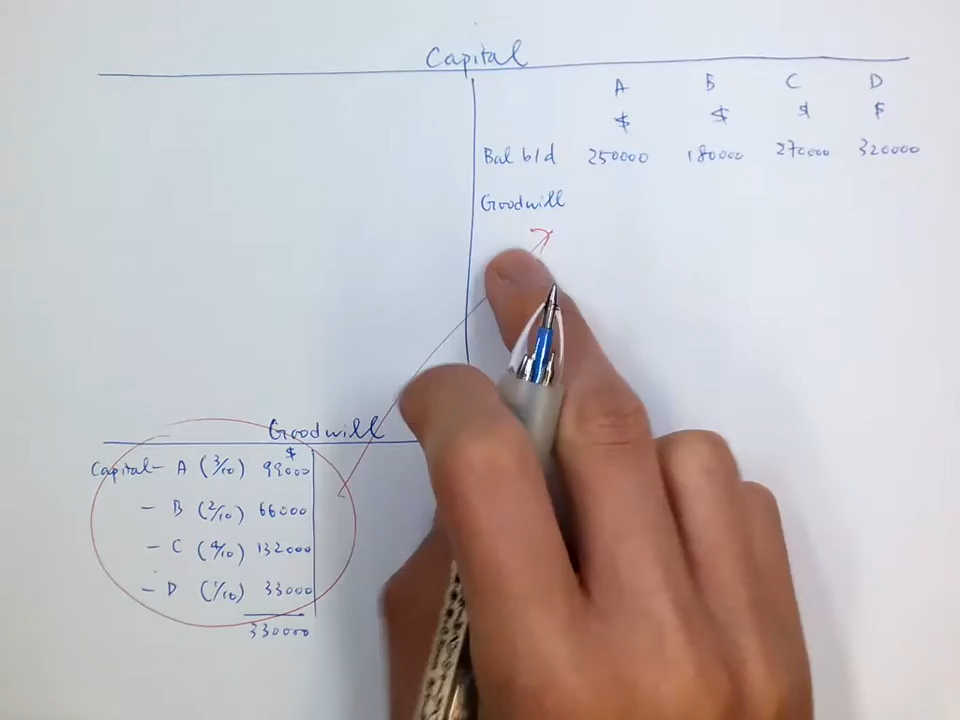 Capital
A B C D
$ $ $ $
Bal b/d 250000 180000 270000 320000
Goodwill
Goodwill
$
Capital - A (3/10) 99000
- B (2/10) 66000
- C (4/10) 132000
- D (1/10) 33000
330000